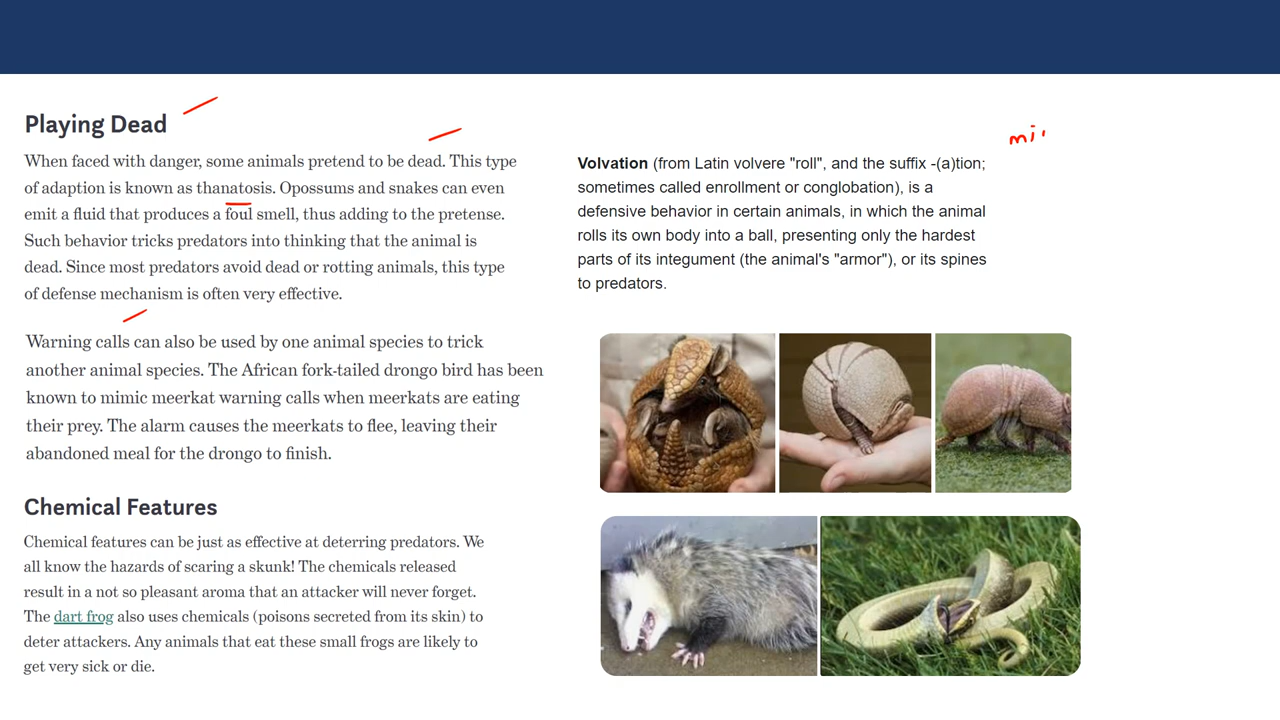 Playing Dead
When faced with danger, some animals pretend to be dead. This type
of adaption is known as thanatosis. Opossums and snakes can even
emit a fluid that produces a foul smell, thus adding to the pretense.
Such behavior tricks predators into thinking that the animal is
dead. Since most predators avoid dead or rotting animals, this type
of defense mechanism is often very effective.
Warning calls can also be used by one animal species to trick
another animal species. The African fork-tailed drongo bird has been
known to mimic meerkat warning calls when meerkats are eating
their prey. The alarm causes the meerkats to flee, leaving their
abandoned meal for the drongo to finish.
Chemical Features
Chemical features can be just as effective at deterring predators. We
all know the hazards of scaring a skunk! The chemicals released
result in a not so pleasant aroma that an attacker will never forget.
The dart frog also uses chemicals (poisons secreted from its skin) to
deter attackers. Any animals that eat these small frogs are likely to
get very sick or die.
Volvation (from Latin volvere "roll", and the suffix -(a)tion;
sometimes called enrollment or conglobation), is a
defensive behavior in certain animals, in which the animal
rolls its own body into a ball, presenting only the hardest
parts of its integument (the animal's "armor"), or its spines
to predators.